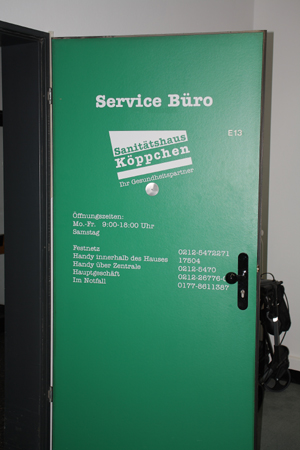 Service Büro
E13
Sanitätshaus
Köppchen
Ihr Gesundheitspartner
Öffnungszeiten:
Mo.-Fr. 9:00-18:00 Uhr
Samstag
Festnetz 0212-5472271
Handy innerhalb des Hauses 17504
Handy über Zentrale 0212-5470
Hauptgeschäft 0212-26776-
Im Notfall 0177-8611387